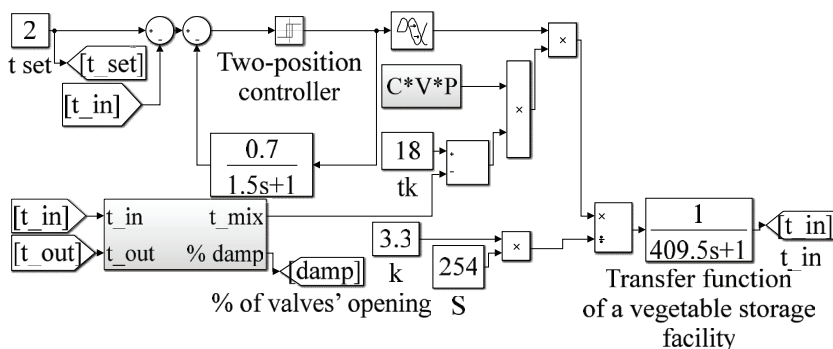 2
t set
[t_set]
[t_in]
Two-position
controller
C*V*P
×
×
18
tk
0.7
1.5s+1
[t_in]
[t_out]
t_in
t_out
t_mix
% damp
[damp]
% of valves' opening
3.3
k
254
S
×
×
÷
1
409.5s+1
[t_in]
t_in
Transfer function
of a vegetable storage
facility